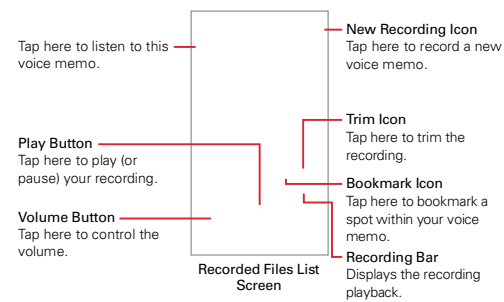 Tap here to listen to this
voice memo.
Play Button
Tap here to play (or
pause) your recording.
Volume Button
Tap here to control the
volume.
New Recording Icon
Tap here to record a new
voice memo.
Trim Icon
Tap here to trim the
recording.
Bookmark Icon
Tap here to bookmark a
spot within your voice
memo.
Recording Bar
Displays the recording
playback.
Recorded Files List
Screen